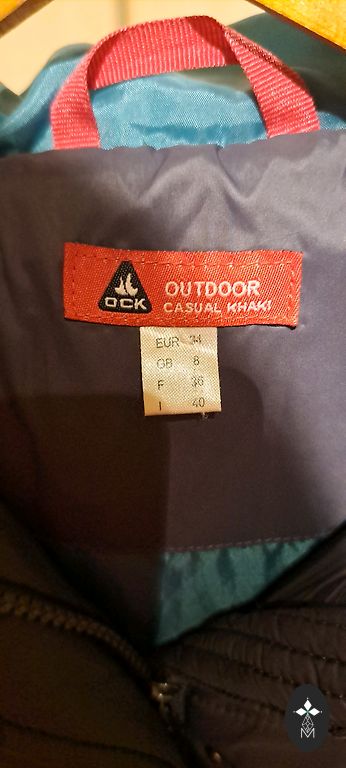 OCK
OUTDOOR
CASUAL KHAKI
EUR 34
GB 8
F 36
I 40
M